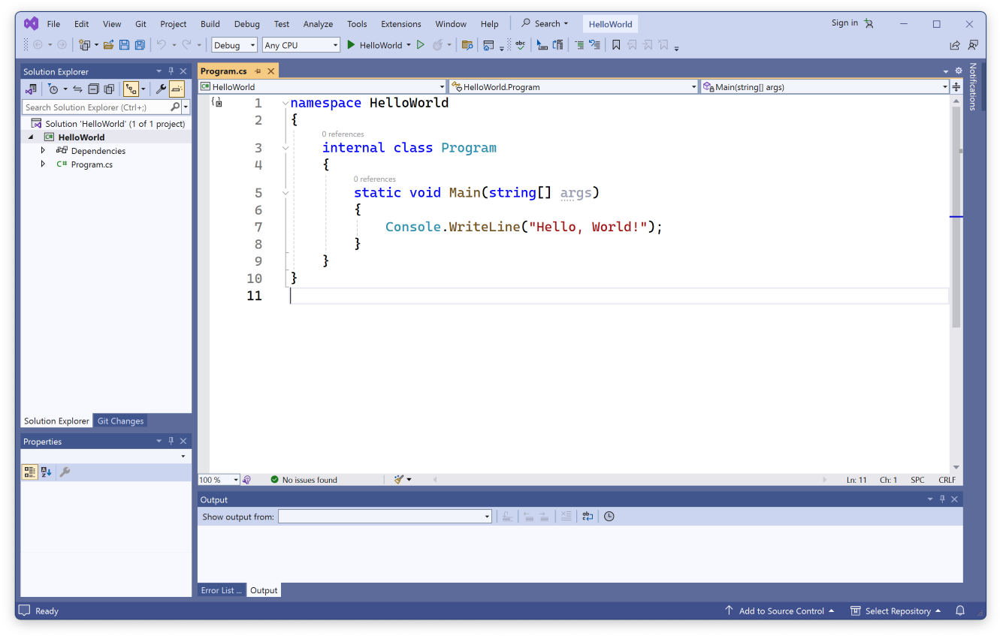 File Edit View Git Project Build Debug Test Analyze Tools Extensions Window Help Search HelloWorld Sign in
Debug Any CPU HelloWorld
Solution Explorer
Search Solution Explorer (Ctrl+;)
Solution 'HelloWorld' (1 of 1 project)
HelloWorld
Dependencies
C# Program.cs
Solution Explorer Git Changes
Properties
Program.cs
C# HelloWorld HelloWorld.Program Main(string[] args)
1 namespace HelloWorld
2 {
0 references
3 internal class Program
4 {
0 references
5 static void Main(string[] args)
6 {
7 Console.WriteLine("Hello, World!");
8 }
9 }
10 }
11
100 % No issues found Ln: 11 Ch: 1 SPC CRLF
Output
Show output from:
Error List ... Output
Notifications
Ready Add to Source Control Select Repository